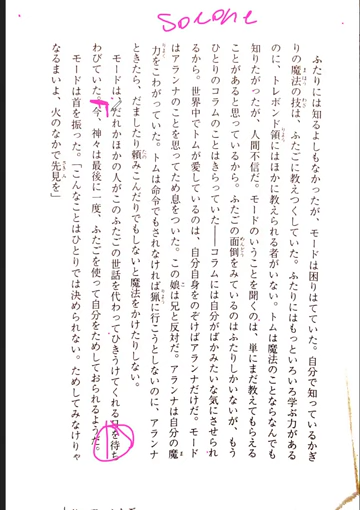 ふたりには知るよしもなかったが、モードは困りはてていた。自分で知っているかぎ
りの魔法の技は、ふたごに教えつくしていた。ふたりにはもっといろいろ学ぶ力がある
のに、トレボンド領にはほかに教えられる者がいない。トムは魔法のことならなんでも
知りたがったが、人間不信だ。モードのいうことを聞くのは、単にまだ教えてもらえる
ことがあると思っているから。ふたごの面倒をみているのはふたりしかいないが、もう
ひとりのコラムのことはきらっていた──コラムには自分がばかみたいな気にさせられ
るから。世界中でトムが愛しているのは、自分自身をのぞけばアランナだけだ。モード
はアランナのことを思ってため息をついた。この娘は兄と反対だ。アランナは自分の魔
力をこわがっていた。トムは命令でもされなければ猟に行こうとしないのに、アランナ
ときたら、だましたり頼みこんだりでもしないと魔法をかけたりしない。
モードは、だれかほかの人がこのふたごの世話を代わってひきうけてくれる日を待ち
わびていた。今、神々は最後に一度、ふたごを使って自分をためしておられるようだ。
モードは首を振った。「こんなことはひとりでは決められない。ためしてみなけりゃ
なるまいよ、火のなかで先見を」